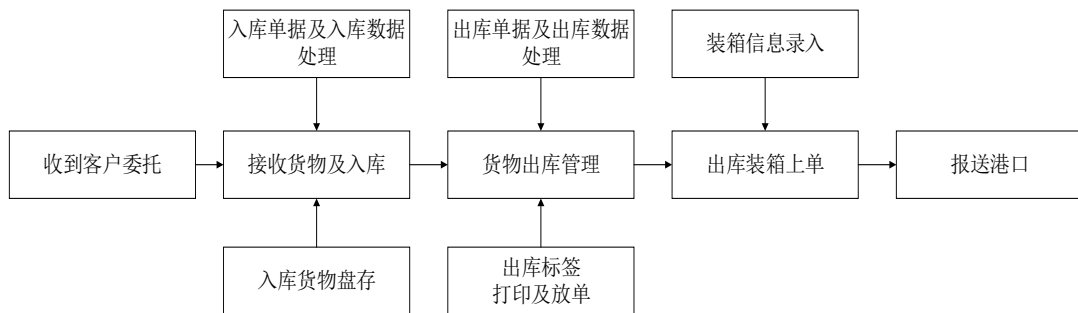 入库单据及入库数据
处理
出库单据及出库数据
处理
装箱信息录入
收到客户委托
接收货物及入库
货物出库管理
出库装箱上单
报送港口
入库货物盘存
出库标签
打印及放单